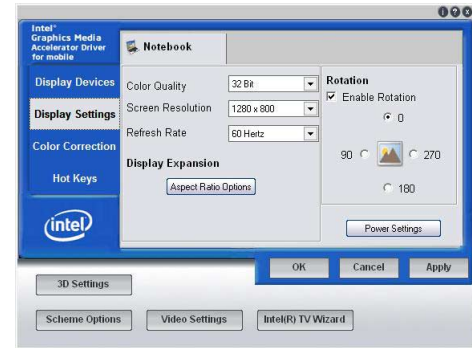 Intel®
Graphics Media
Accelerator Driver
for mobile
Notebook
Display Devices
Display Settings
Color Correction
Hot Keys
intel
Color Quality 32 Bit
Screen Resolution 1280 x 800
Refresh Rate 60 Hertz
Display Expansion
Aspect Ratio Options
Rotation
Enable Rotation
0
90 270
180
Power Settings
OK Cancel Apply
3D Settings
Scheme Options Video Settings Intel(R) TV Wizard